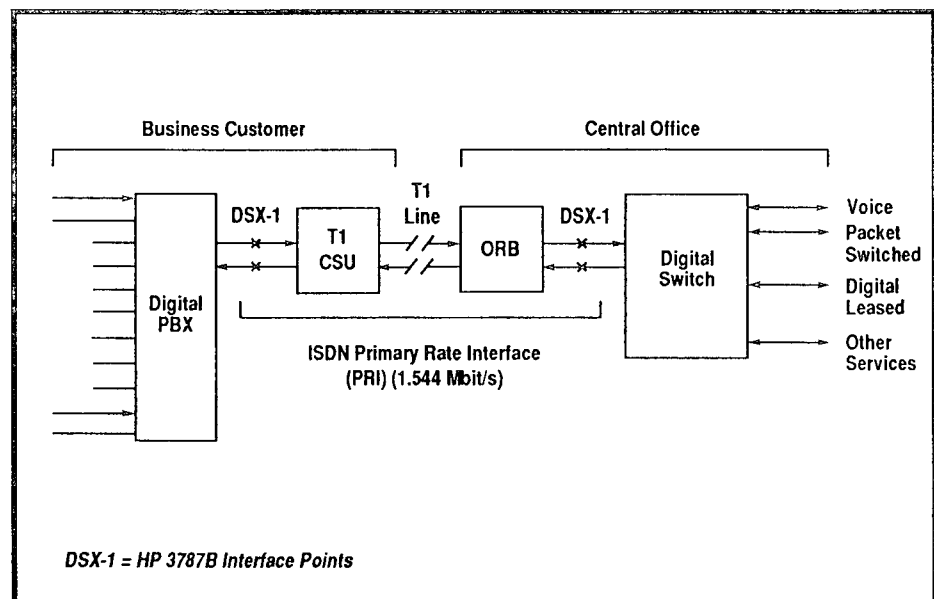 Business Customer
Central Office
DSX-1
T1
Line
DSX-1
T1
CSU
ORB
Digital
PBX
Digital
Switch
Voice
Packet
Switched
Digital
Leased
Other
Services
ISDN Primary Rate Interface
(PRI) (1.544 Mbit/s)
DSX-1 = HP 3787B Interface Points